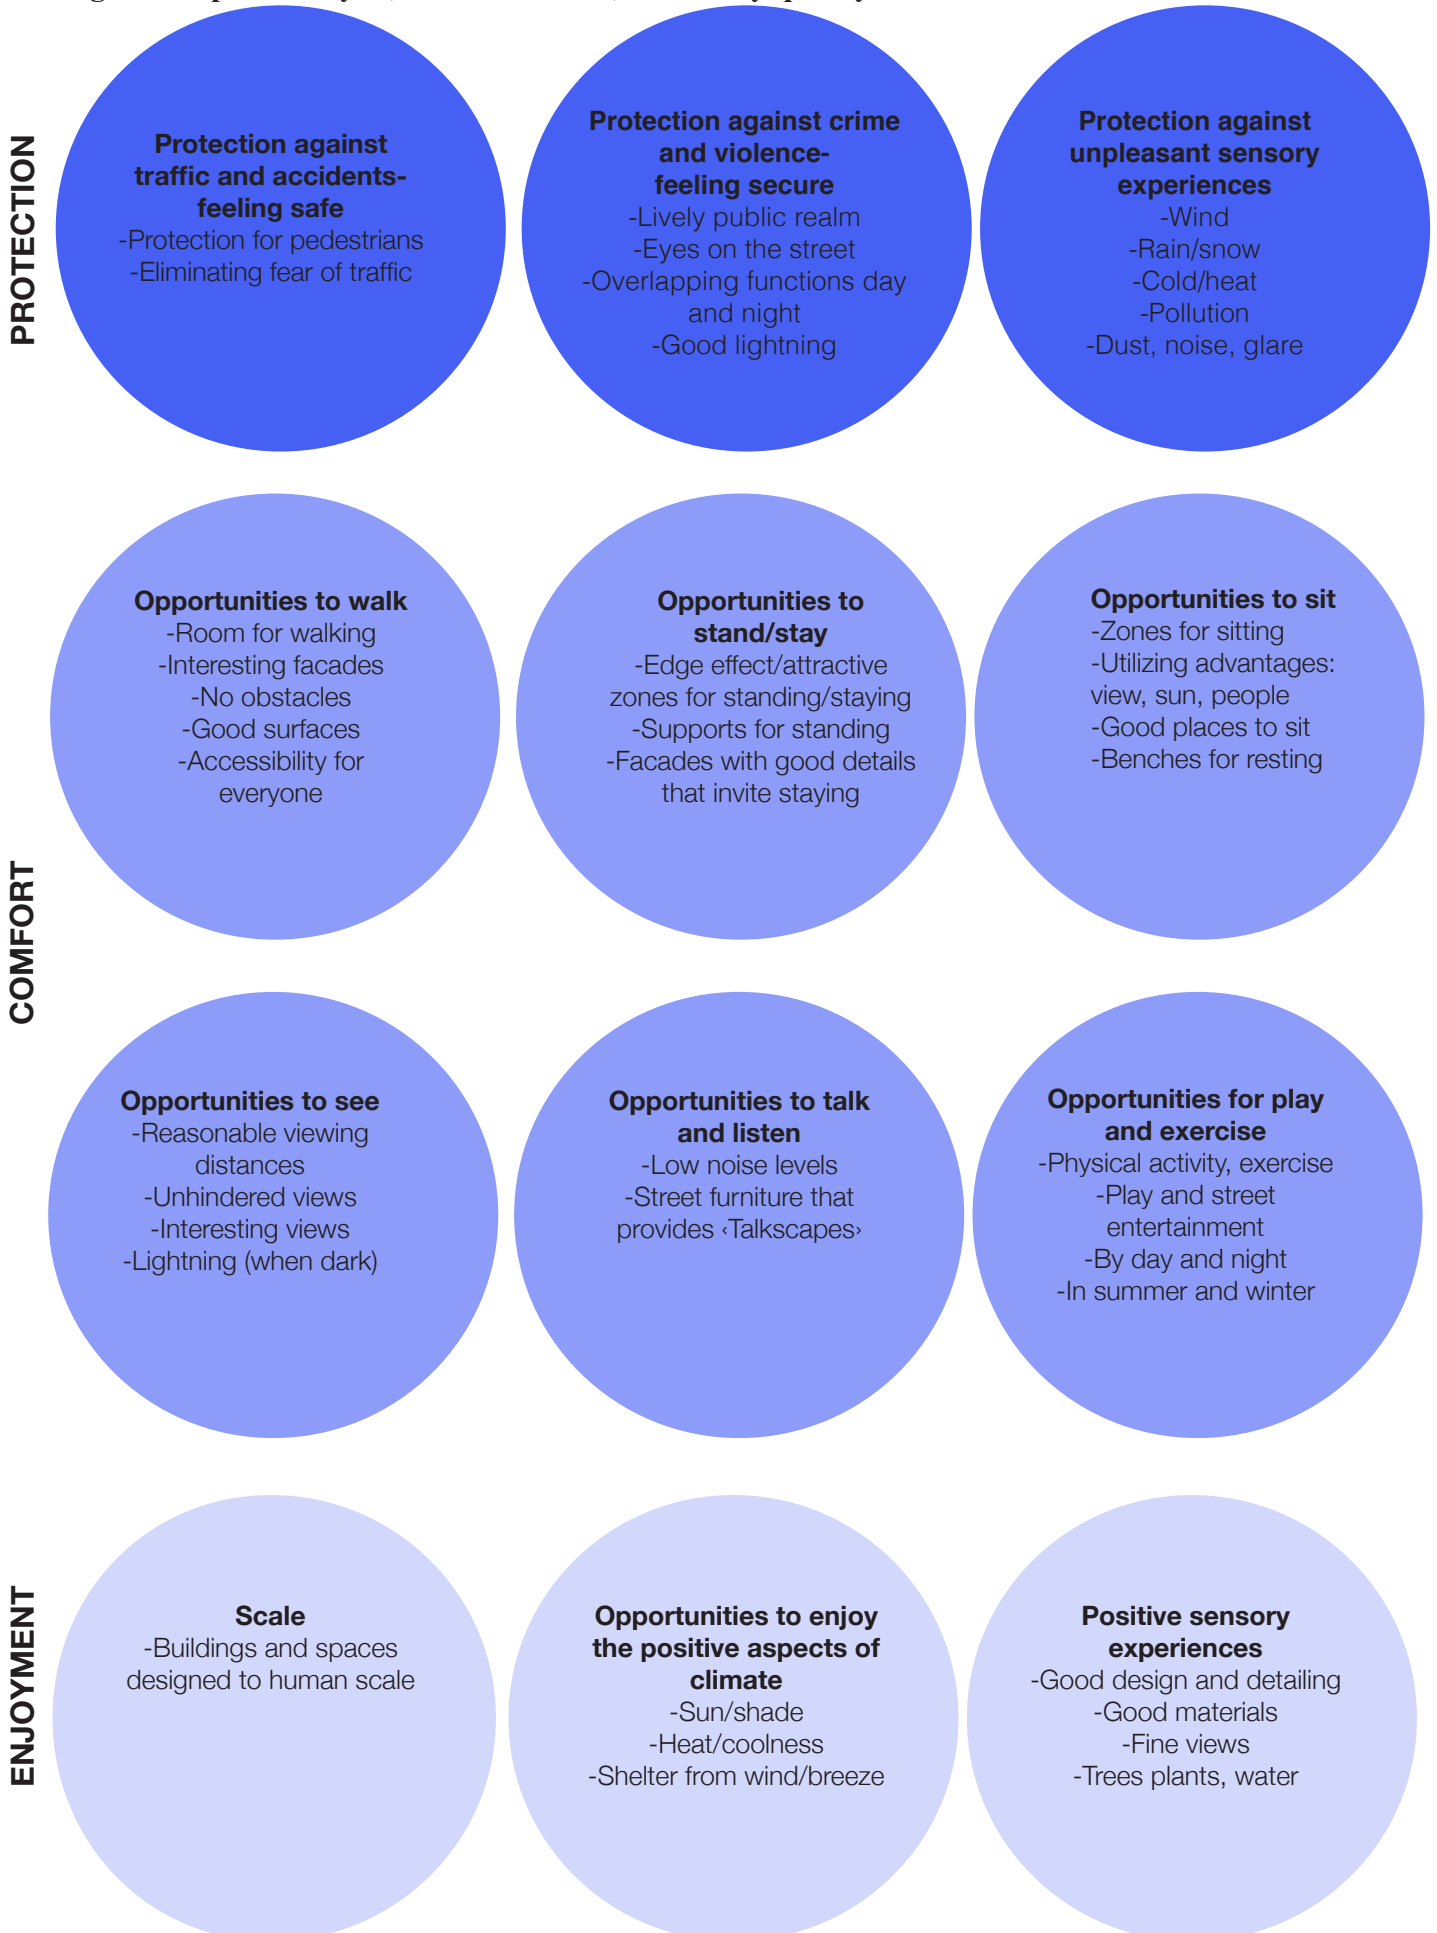 PROTECTION
Protection against
traffic and accidents-
feeling safe
-Protection for pedestrians
-Eliminating fear of traffic
Protection against crime
and violence-
feeling secure
-Lively public realm
-Eyes on the street
-Overlapping functions day
and night
-Good lightning
Protection against
unpleasant sensory
experiences
-Wind
-Rain/snow
-Cold/heat
-Pollution
-Dust, noise, glare
COMFORT
Opportunities to walk
-Room for walking
-Interesting facades
-No obstacles
-Good surfaces
-Accessibility for
everyone
Opportunities to
stand/stay
-Edge effect/attractive
zones for standing/staying
-Supports for standing
-Facades with good details
that invite staying
Opportunities to sit
-Zones for sitting
-Utilizing advantages:
view, sun, people
-Good places to sit
-Benches for resting
Opportunities to see
-Reasonable viewing
distances
-Unhindered views
-Interesting views
-Lightning (when dark)
Opportunities to talk
and listen
-Low noise levels
-Street furniture that
provides ‹Talkscapes›
Opportunities for play
and exercise
-Physical activity, exercise
-Play and street
entertainment
-By day and night
-In summer and winter
ENJOYMENT
Scale
-Buildings and spaces
designed to human scale
Opportunities to enjoy
the positive aspects of
climate
-Sun/shade
-Heat/coolness
-Shelter from wind/breeze
Positive sensory
experiences
-Good design and detailing
-Good materials
-Fine views
-Trees plants, water